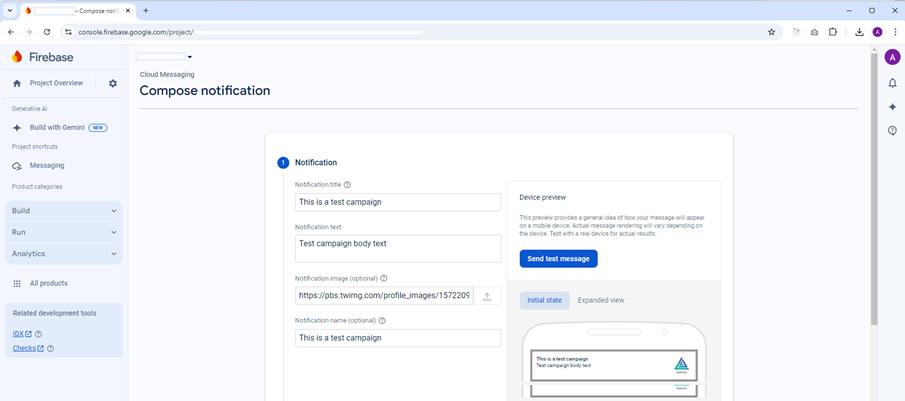 - Compose notif
console.firebase.google.com/project/
A
Firebase
Project Overview
Generative AI
Build with Gemini NEW
Project shortcuts
Messaging
Product categories
Build
Run
Analytics
All products
Related development tools
IDX
Checks
Cloud Messaging
Compose notification
1 Notification
Notification title
This is a test campaign
Notification text
Test campaign body text
Notification image (optional)
https://pbs.twimg.com/profile_images/1572209
Notification name (optional)
This is a test campaign
Device preview
This preview provides a general idea of how your message will appear
on a mobile device. Actual message rendering will vary depending on
the device. Test with a real device for actual results.
Send test message
Initial state
Expanded view
This is a test campaign
Test campaign body text
A